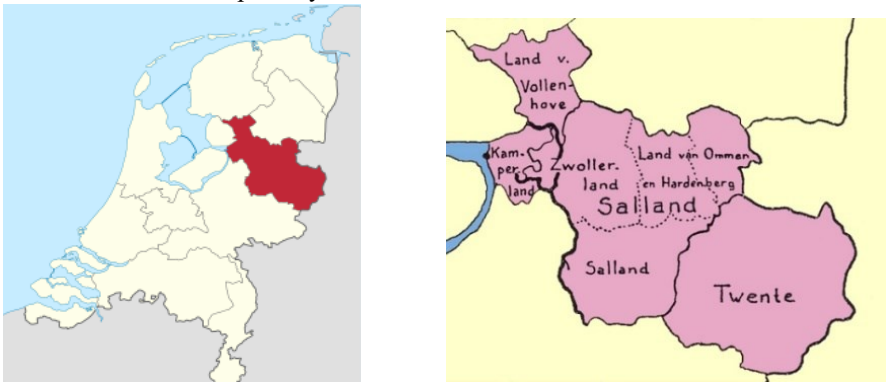 Land v.
Vollen-
hove
Kam-
per
land
Zwoller-
land
Land van Ommen
en Hardenberg
Salland
Salland
Twente